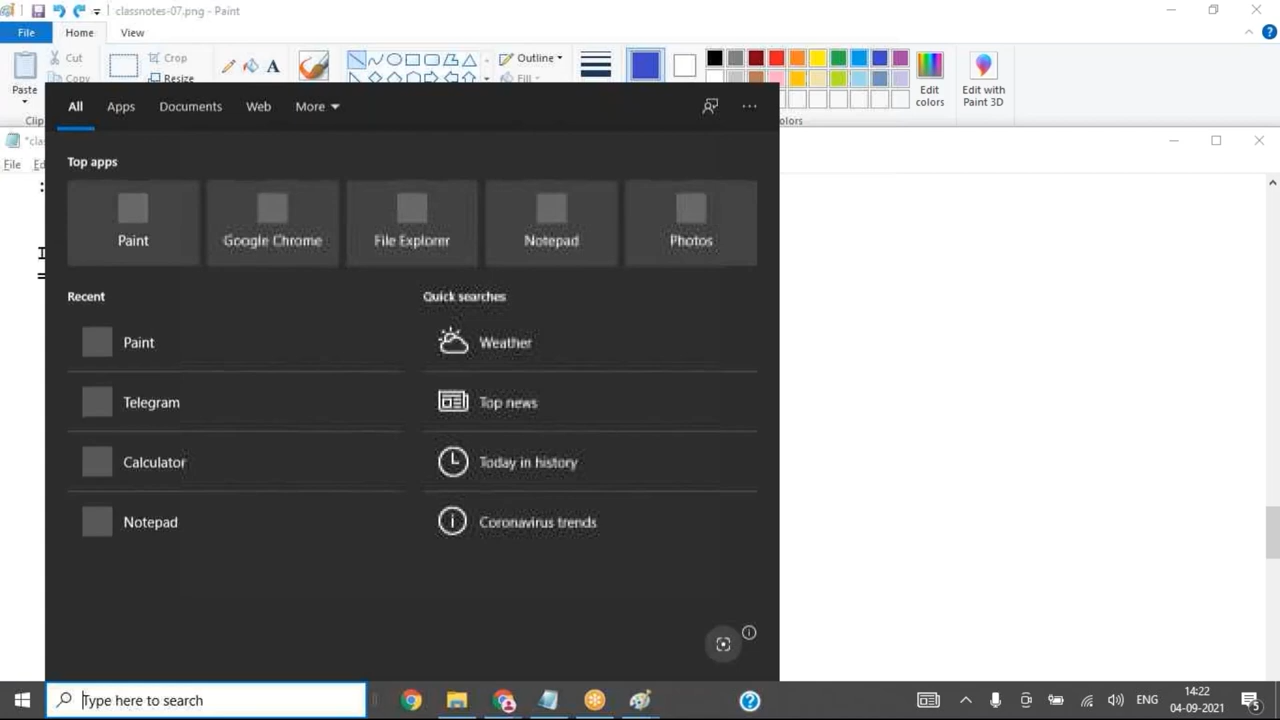 classnotes-07.png - Paint
File Home View
Paste
Cut
Copy
Crop
Resize
A
Outline
Fill
Edit colors
Edit with Paint 3D
File
All Apps Documents Web More
Top apps
Paint Google Chrome File Explorer Notepad Photos
Recent
Paint
Telegram
Calculator
Notepad
Quick searches
Weather
Top news
Today in history
Coronavirus trends
Type here to search
ENG
14:22
04-09-2021
5